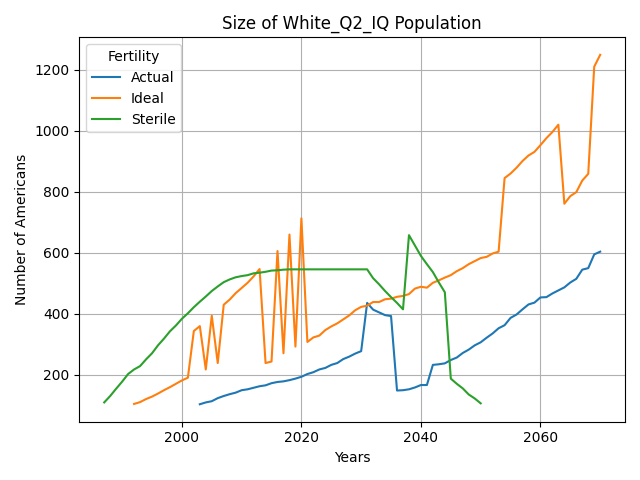 Size of White_Q2_IQ Population
Fertility
Actual
Ideal
Sterile
Number of Americans
1200
1000
800
600
400
200
2000
2020
2040
2060
Years